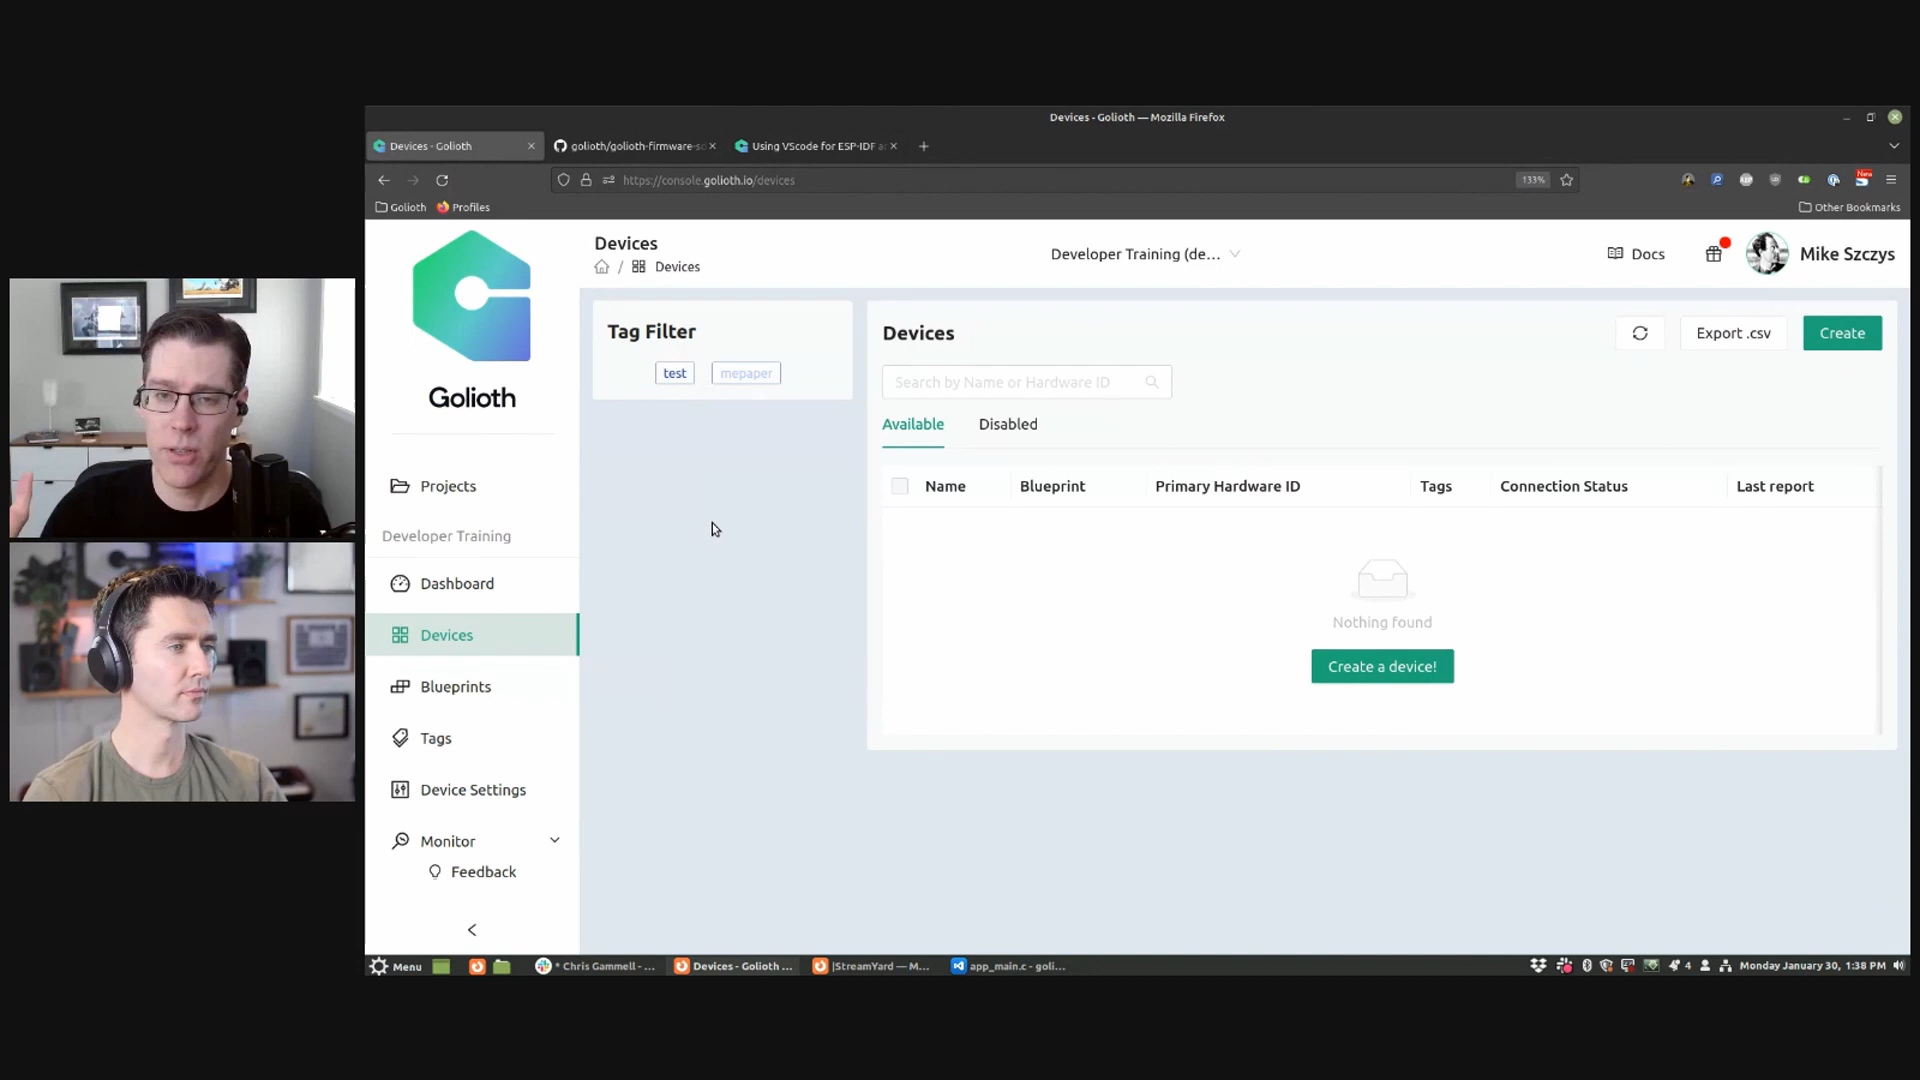 Devices - Golioth — Mozilla Firefox
Devices - Golioth
golioth/golioth-firmware-sd
Using VScode for ESP-IDF a
https://console.golioth.io/devices
133%
New
Golioth
Profiles
Other Bookmarks
Golioth
Projects
Developer Training
Dashboard
Devices
Blueprints
Tags
Device Settings
Monitor
Feedback
Devices
/ Devices
Developer Training (de...
Docs
Mike Szczys
Tag Filter
test
mepaper
Devices
Export .csv
Create
Search by Name or Hardware ID
Available
Disabled
Name
Blueprint
Primary Hardware ID
Tags
Connection Status
Last report
Nothing found
Create a device!
Menu
* Chris Gammell - ...
Devices - Golioth ...
|StreamYard — M...
app_main.c - goli...
4
Monday January 30, 1:38 PM